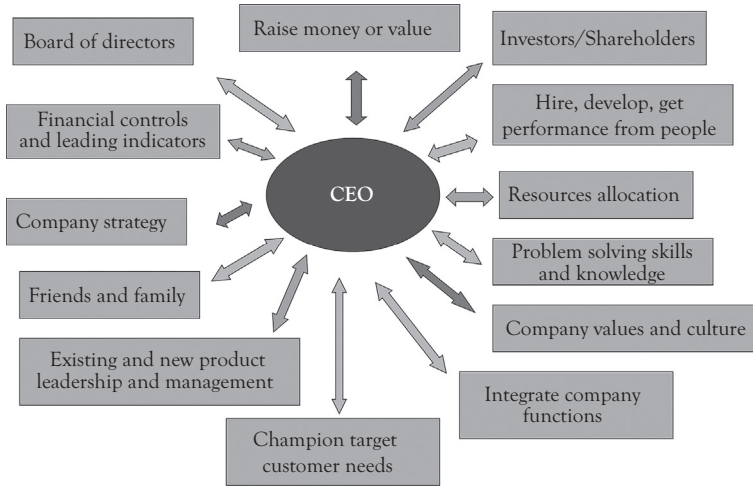 Raise money or value
Board of directors
Investors/Shareholders
Financial controls
and leading indicators
Hire, develop, get
performance from people
CEO
Resources allocation
Company strategy
Problem solving skills
and knowledge
Friends and family
Company values and culture
Existing and new product
leadership and management
Integrate company
functions
Champion target
customer needs